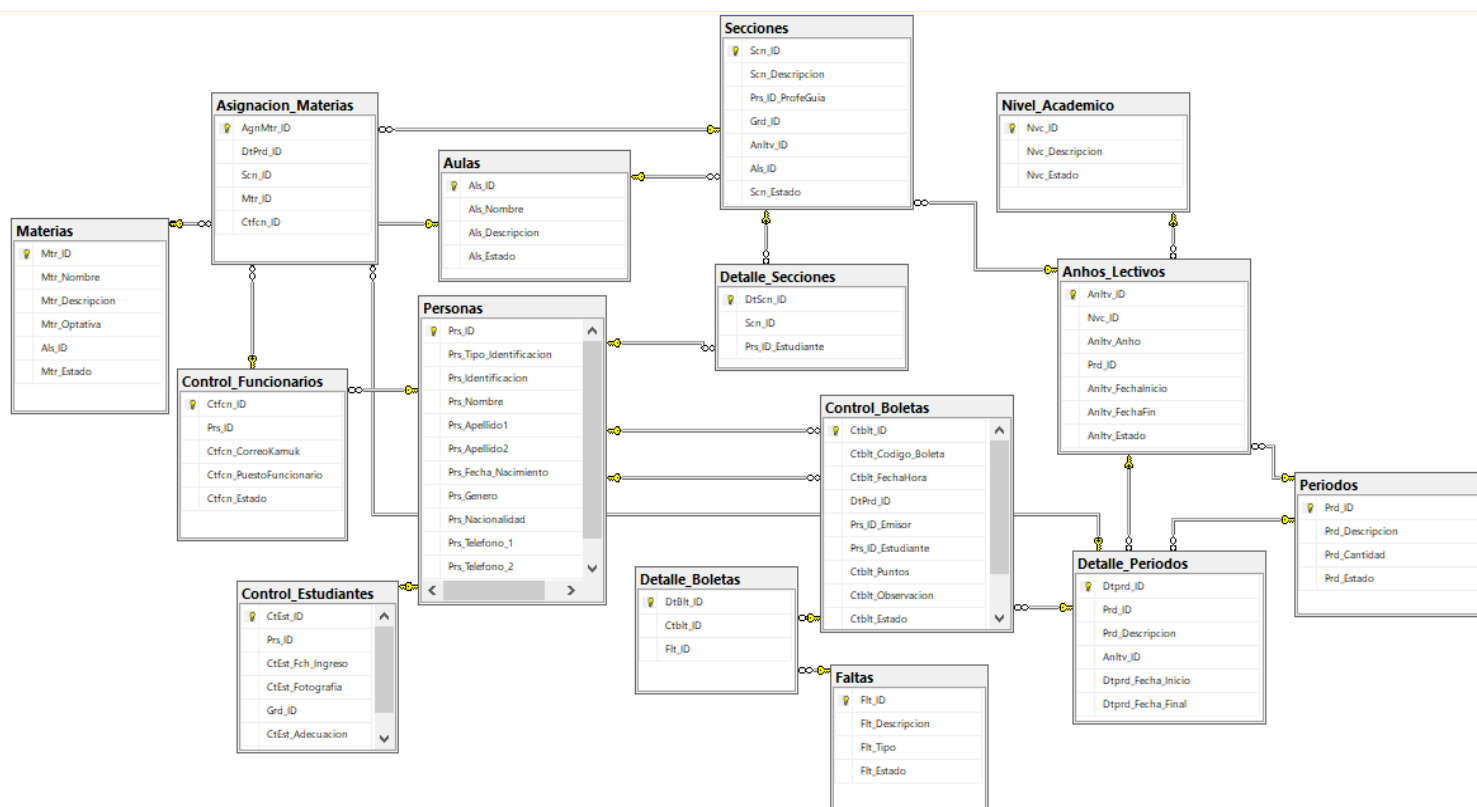 Secciones
Scn_ID
Scn_Descripcion
Prs_ID_ProfeGuia
Grd_ID
Anltv_ID
Als_ID
Scn_Estado
Asignacion_Materias
AgnMtr_ID
DtPrd_ID
Scn_ID
Mtr_ID
Ctfcn_ID
Nivel_Academico
Nvc_ID
Nvc_Descripcion
Nvc_Estado
Aulas
Als_ID
Als_Nombre
Als_Descripcion
Als_Estado
Materias
Mtr_ID
Mtr_Nombre
Mtr_Descripcion
Mtr_Optativa
Als_ID
Mtr_Estado
Detalle_Secciones
DtScn_ID
Scn_ID
Prs_ID_Estudiante
Anhos_Lectivos
Anltv_ID
Nvc_ID
Anltv_Anho
Prd_ID
Anltv_FechaInicio
Anltv_FechaFin
Anltv_Estado
Personas
Prs_ID
Prs_Tipo_Identificacion
Prs_Identificacion
Prs_Nombre
Prs_Apellido1
Prs_Apellido2
Prs_Fecha_Nacimiento
Prs_Genero
Prs_Nacionalidad
Prs_Telefono_1
Prs_Telefono_2
Control_Funcionarios
Ctfcn_ID
Prs_ID
Ctfcn_CorreoKamuk
Ctfcn_PuestoFuncionario
Ctfcn_Estado
Control_Boletas
Ctblt_ID
Ctblt_Codigo_Boleta
Ctblt_FechaHora
DtPrd_ID
Prs_ID_Emisor
Prs_ID_Estudiante
Ctblt_Puntos
Ctblt_Observacion
Ctblt_Estado
Periodos
Prd_ID
Prd_Descripcion
Prd_Cantidad
Prd_Estado
Detalle_Periodos
Dtprd_ID
Prd_ID
Prd_Descripcion
Anltv_ID
Dtprd_Fecha_Inicio
Dtprd_Fecha_Final
Detalle_Boletas
DtBlt_ID
Ctblt_ID
Flt_ID
Control_Estudiantes
CtEst_ID
Prs_ID
CtEst_Fch_Ingreso
CtEst_Fotografia
Grd_ID
CtEst_Adecuacion
Faltas
Flt_ID
Flt_Descripcion
Flt_Tipo
Flt_Estado